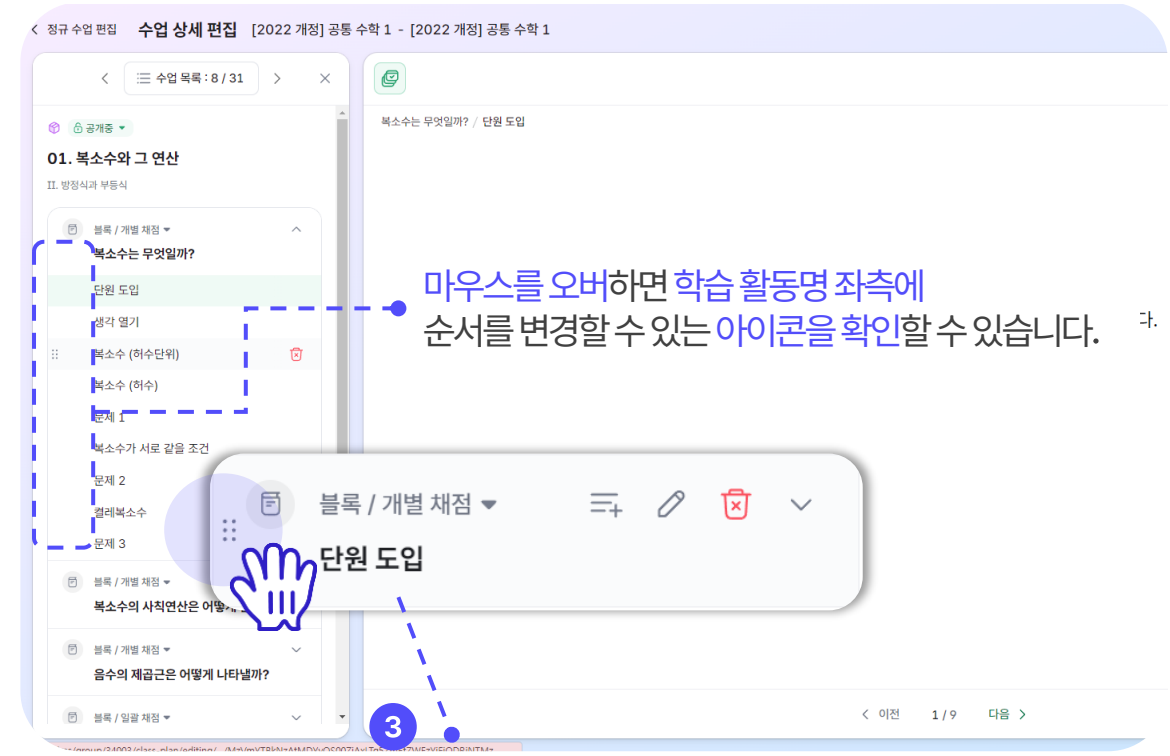 정규 수업 편집 수업 상세 편집 [2022 개정] 공통 수학 1 - [2022 개정] 공통 수학 1
수업 목록 : 8 / 31
공개중
01. 복소수와 그 연산
II. 방정식과 부등식
블록 / 개별 채점
복소수는 무엇일까?
단원 도입
생각 열기
복소수 (허수단위)
복소수 (허수)
문제 1
복소수가 서로 같을 조건
문제 2
켤레복소수
문제 3
블록 / 개별 채점
복소수의 사칙연산은
블록 / 개별 채점
음수의 제곱근은 어떻게 나타낼까?
블록 / 일괄 채점
복소수는 무엇일까? / 단원 도입
마우스를 오버하면 학습 활동명 좌측에
순서를 변경할 수 있는 아이콘을 확인할 수 있습니다.
다.
블록 / 개별 채점
단원 도입
이전 1 / 9 다음
3